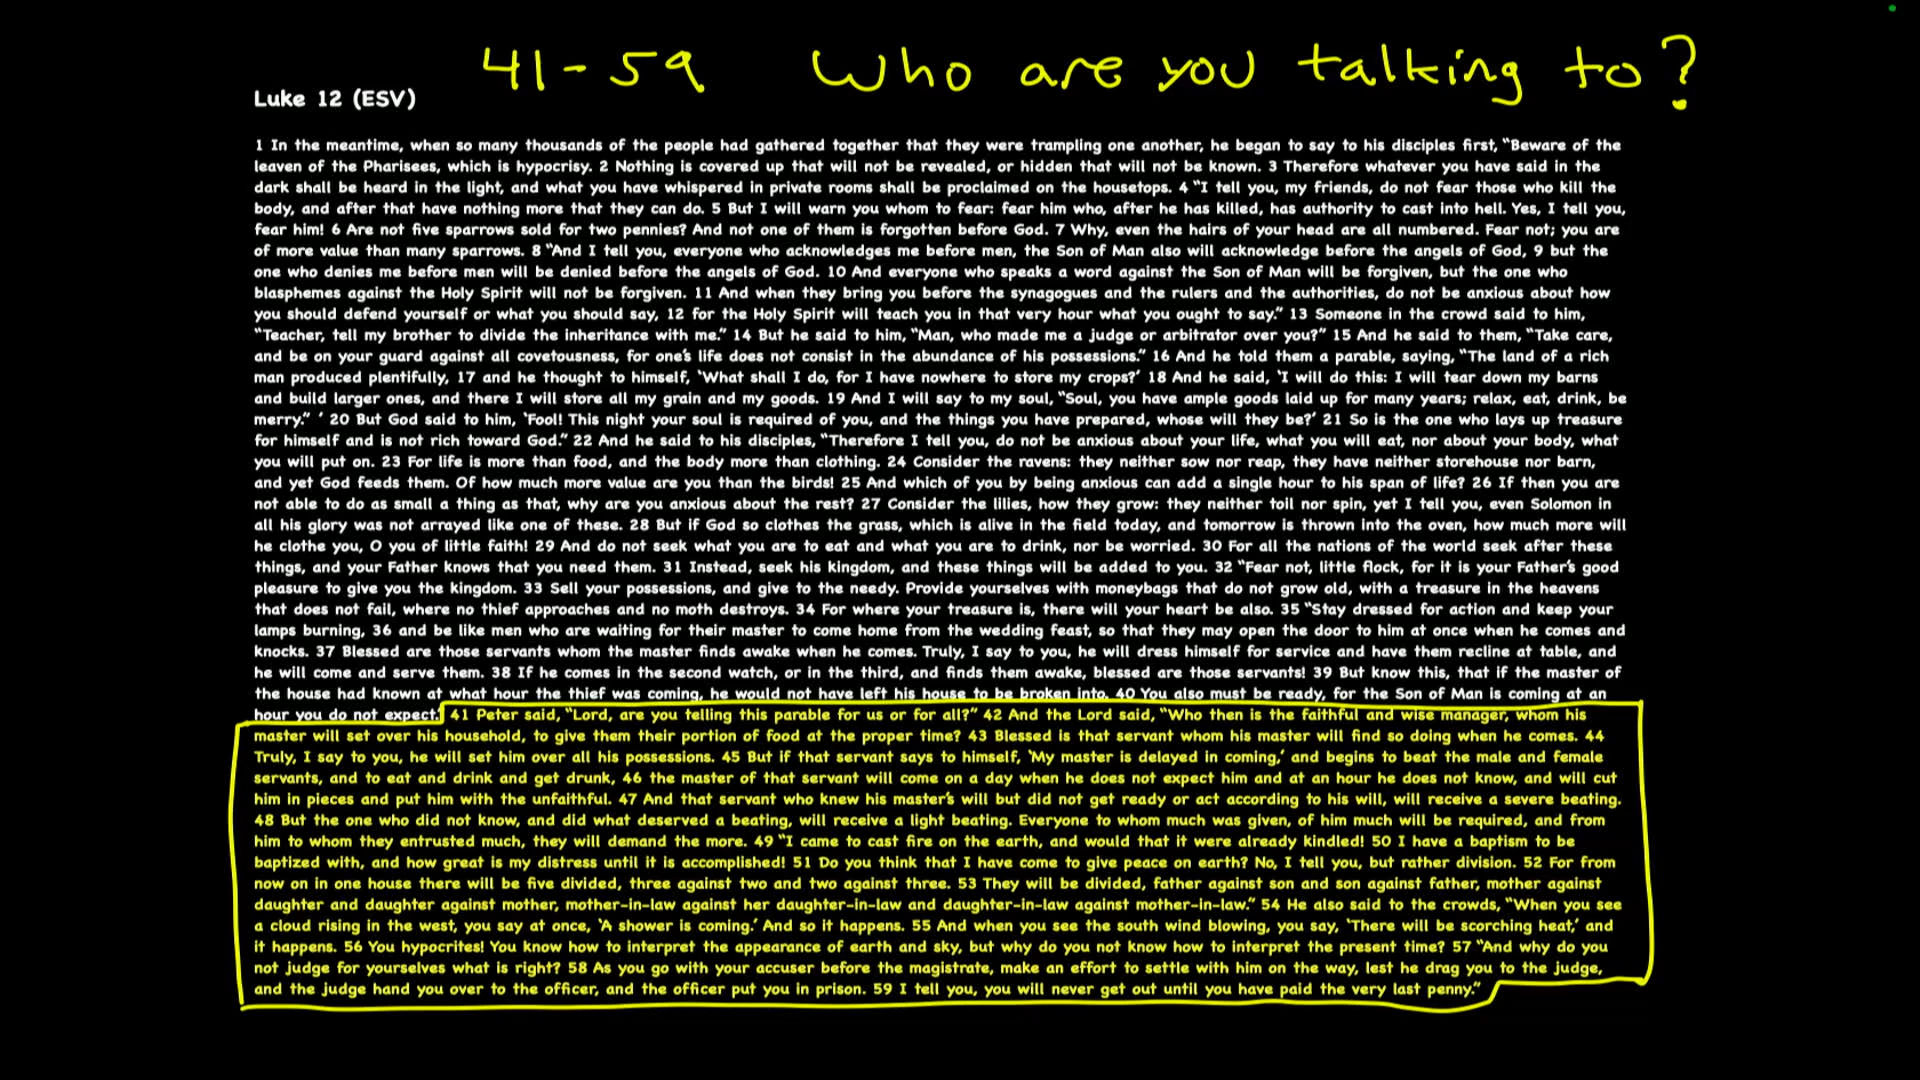 41-59 Who are you talking to?
Luke 12 (ESV)
1 In the meantime, when so many thousands of the people had gathered together that they were trampling one another, he began to say to his disciples first, “Beware of the
leaven of the Pharisees, which is hypocrisy. 2 Nothing is covered up that will not be revealed, or hidden that will not be known. 3 Therefore whatever you have said in the
dark shall be heard in the light, and what you have whispered in private rooms shall be proclaimed on the housetops. 4 “I tell you, my friends, do not fear those who kill the
body, and after that have nothing more that they can do. 5 But I will warn you whom to fear: fear him who, after he has killed, has authority to cast into hell. Yes, I tell you,
fear him! 6 Are not five sparrows sold for two pennies? And not one of them is forgotten before God. 7 Why, even the hairs of your head are all numbered. Fear not; you are
of more value than many sparrows. 8 “And I tell you, everyone who acknowledges me before men, the Son of Man also will acknowledge before the angels of God, 9 but the
one who denies me before men will be denied before the angels of God. 10 And everyone who speaks a word against the Son of Man will be forgiven, but the one who
blasphemes against the Holy Spirit will not be forgiven. 11 And when they bring you before the synagogues and the rulers and the authorities, do not be anxious about how
you should defend yourself or what you should say, 12 for the Holy Spirit will teach you in that very hour what you ought to say.” 13 Someone in the crowd said to him,
“Teacher, tell my brother to divide the inheritance with me.” 14 But he said to him, “Man, who made me a judge or arbitrator over you?” 15 And he said to them, “Take care,
and be on your guard against all covetousness, for one’s life does not consist in the abundance of his possessions.” 16 And he told them a parable, saying, “The land of a rich
man produced plentifully, 17 and he thought to himself, ‘What shall I do, for I have nowhere to store my crops?’ 18 And he said, ‘I will do this: I will tear down my barns
and build larger ones, and there I will store all my grain and my goods. 19 And I will say to my soul, “Soul, you have ample goods laid up for many years; relax, eat, drink, be
merry.” ’ 20 But God said to him, ‘Fool! This night your soul is required of you, and the things you have prepared, whose will they be?’ 21 So is the one who lays up treasure
for himself and is not rich toward God.” 22 And he said to his disciples, “Therefore I tell you, do not be anxious about your life, what you will eat, nor about your body, what
you will put on. 23 For life is more than food, and the body more than clothing. 24 Consider the ravens: they neither sow nor reap, they have neither storehouse nor barn,
and yet God feeds them. Of how much more value are you than the birds! 25 And which of you by being anxious can add a single hour to his span of life? 26 If then you are
not able to do as small a thing as that, why are you anxious about the rest? 27 Consider the lilies, how they grow: they neither toil nor spin, yet I tell you, even Solomon in
all his glory was not arrayed like one of these. 28 But if God so clothes the grass, which is alive in the field today, and tomorrow is thrown into the oven, how much more will
he clothe you, O you of little faith! 29 And do not seek what you are to eat and what you are to drink, nor be worried. 30 For all the nations of the world seek after these
things, and your Father knows that you need them. 31 Instead, seek his kingdom, and these things will be added to you. 32 “Fear not, little flock, for it is your Father’s good
pleasure to give you the kingdom. 33 Sell your possessions, and give to the needy. Provide yourselves with moneybags that do not grow old, with a treasure in the heavens
that does not fail, where no thief approaches and no moth destroys. 34 For where your treasure is, there will your heart be also. 35 “Stay dressed for action and keep your
lamps burning, 36 and be like men who are waiting for their master to come home from the wedding feast, so that they may open the door to him at once when he comes and
knocks. 37 Blessed are those servants whom the master finds awake when he comes. Truly, I say to you, he will dress himself for service and have them recline at table, and
he will come and serve them. 38 If he comes in the second watch, or in the third, and finds them awake, blessed are those servants! 39 But know this, that if the master of
the house had known at what hour the thief was coming, he would not have left his house to be broken into. 40 You also must be ready, for the Son of Man is coming at an
hour you do not expect.” 41 Peter said, “Lord, are you telling this parable for us or for all?” 42 And the Lord said, “Who then is the faithful and wise manager, whom his
master will set over his household, to give them their portion of food at the proper time? 43 Blessed is that servant whom his master will find so doing when he comes. 44
Truly, I say to you, he will set him over all his possessions. 45 But if that servant says to himself, ‘My master is delayed in coming,’ and begins to beat the male and female
servants, and to eat and drink and get drunk, 46 the master of that servant will come on a day when he does not expect him and at an hour he does not know, and will cut
him in pieces and put him with the unfaithful. 47 And that servant who knew his master’s will but did not get ready or act according to his will, will receive a severe beating.
48 But the one who did not know, and did what deserved a beating, will receive a light beating. Everyone to whom much was given, of him much will be required, and from
him to whom they entrusted much, they will demand the more. 49 “I came to cast fire on the earth, and would that it were already kindled! 50 I have a baptism to be
baptized with, and how great is my distress until it is accomplished! 51 Do you think that I have come to give peace on earth? No, I tell you, but rather division. 52 For from
now on in one house there will be five divided, three against two and two against three. 53 They will be divided, father against son and son against father, mother against
daughter and daughter against mother, mother-in-law against her daughter-in-law and daughter-in-law against mother-in-law.” 54 He also said to the crowds, “When you see
a cloud rising in the west, you say at once, ‘A shower is coming.’ And so it happens. 55 And when you see the south wind blowing, you say, ‘There will be scorching heat,’ and
it happens. 56 You hypocrites! You know how to interpret the appearance of earth and sky, but why do you not know how to interpret the present time? 57 “And why do you
not judge for yourselves what is right? 58 As you go with your accuser before the magistrate, make an effort to settle with him on the way, lest he drag you to the judge,
and the judge hand you over to the officer, and the officer put you in prison. 59 I tell you, you will never get out until you have paid the very last penny.”